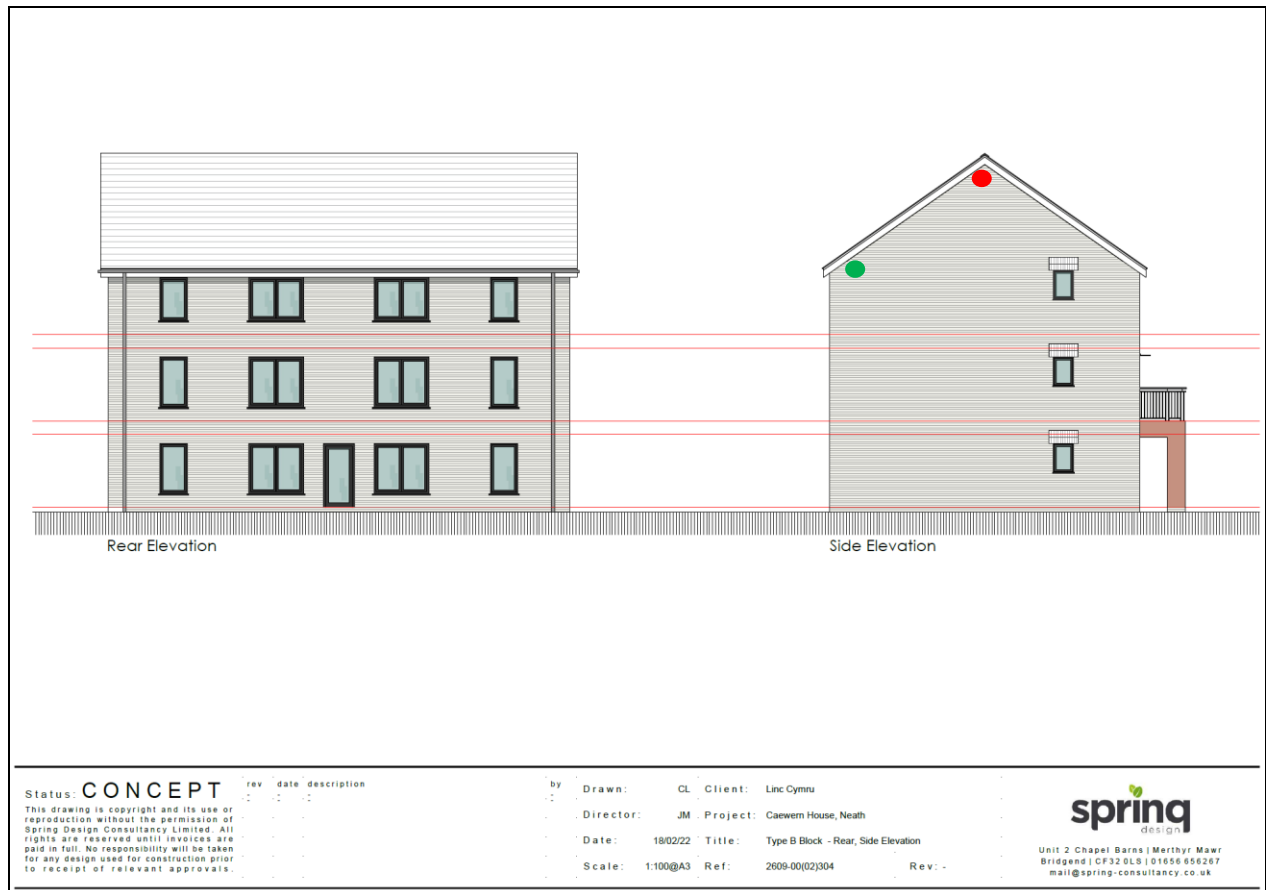 Rear Elevation
Side Elevation
Status: CONCEPT
This drawing is copyright and its use or
reproduction without the permission of
Spring Design Consultancy Limited. All
rights are reserved until invoices are
paid in full. No responsibility will be taken
for any design used for construction prior
to receipt of relevant approvals.
rev date description by
- - - -
Drawn: CL Client: Linc Cymru
Director: JM Project: Caewern House, Neath
Date: 18/02/22 Title: Type B Block - Rear, Side Elevation
Scale: 1:100@A3 Ref: 2609-00(02)304 Rev: -
spring
design
Unit 2 Chapel Barns | Merthyr Mawr
Bridgend | CF32 0LS | 01656 656267
mail@spring-consultancy.co.uk